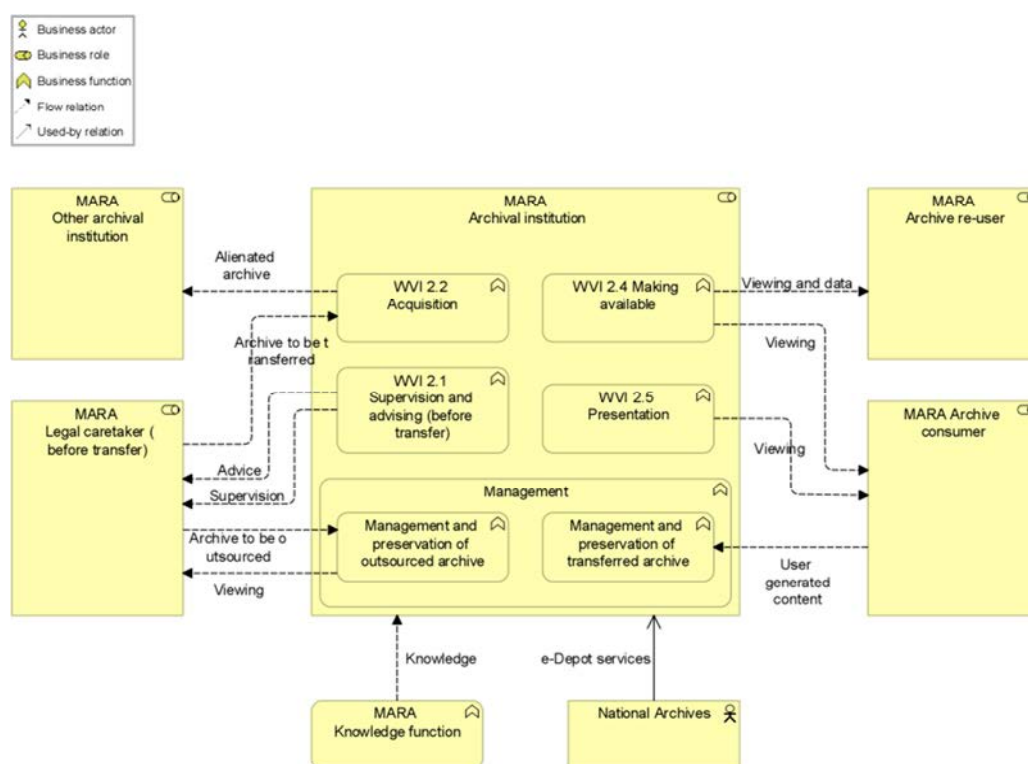 Business actor
Business role
Business function
Flow relation
Used-by relation
MARA
Other archival
institution
MARA
Archival institution
MARA
Archive re-user
Alienated
archive
WVI 2.2
Acquisition
WVI 2.4 Making
available
Viewing and data
Archive to be t
ransferred
Viewing
MARA
Legal caretaker (
before transfer)
WVI 2.1
Supervision and
advising (before
transfer)
WVI 2.5
Presentation
MARA Archive
consumer
Viewing
Advice
Supervision
Management
Archive to be o
utsourced
Management and
preservation of
outsourced archive
Management and
preservation of
transferred archive
Viewing
User
generated
content
Knowledge
e-Depot services
MARA
Knowledge function
National Archives